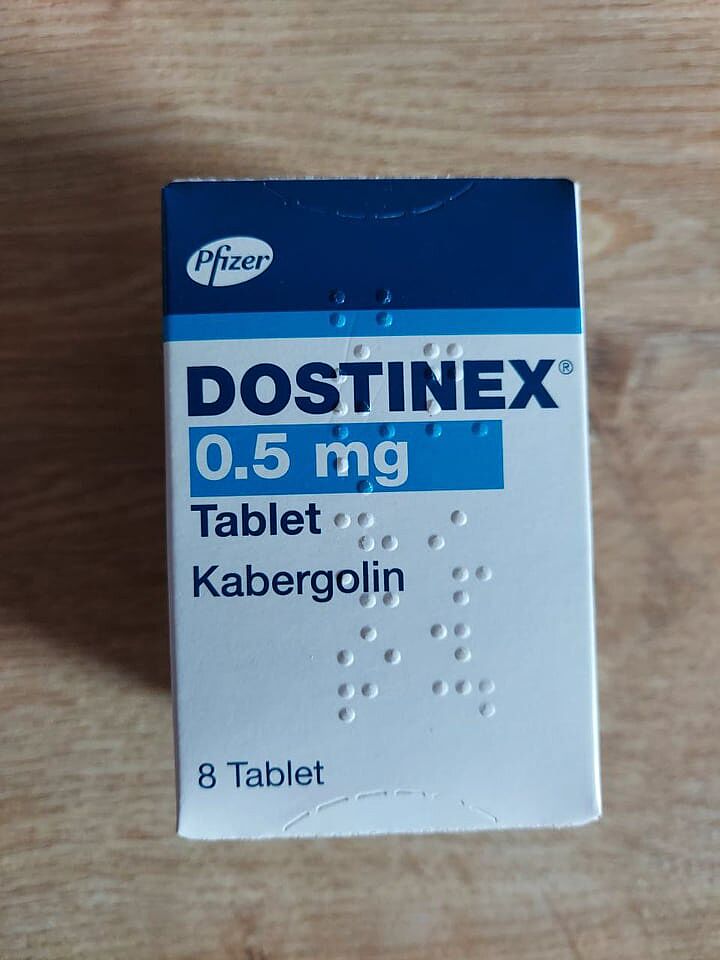 Pfizer
DOSTINEX®
0.5 mg
Tablet
Kabergolin
8 Tablet